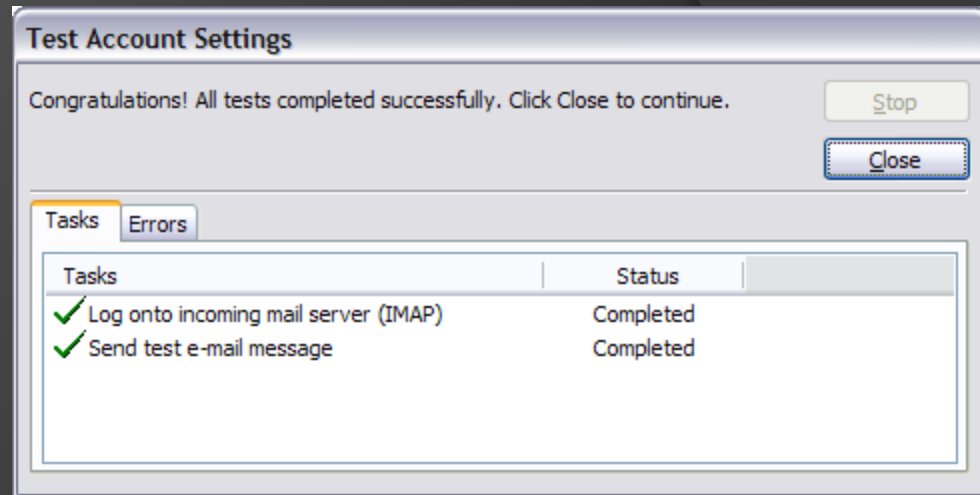 Test Account Settings
Congratulations! All tests completed successfully. Click Close to continue.
Stop
Close
Tasks Errors
Tasks Status
Log onto incoming mail server (IMAP) Completed
Send test e-mail message Completed